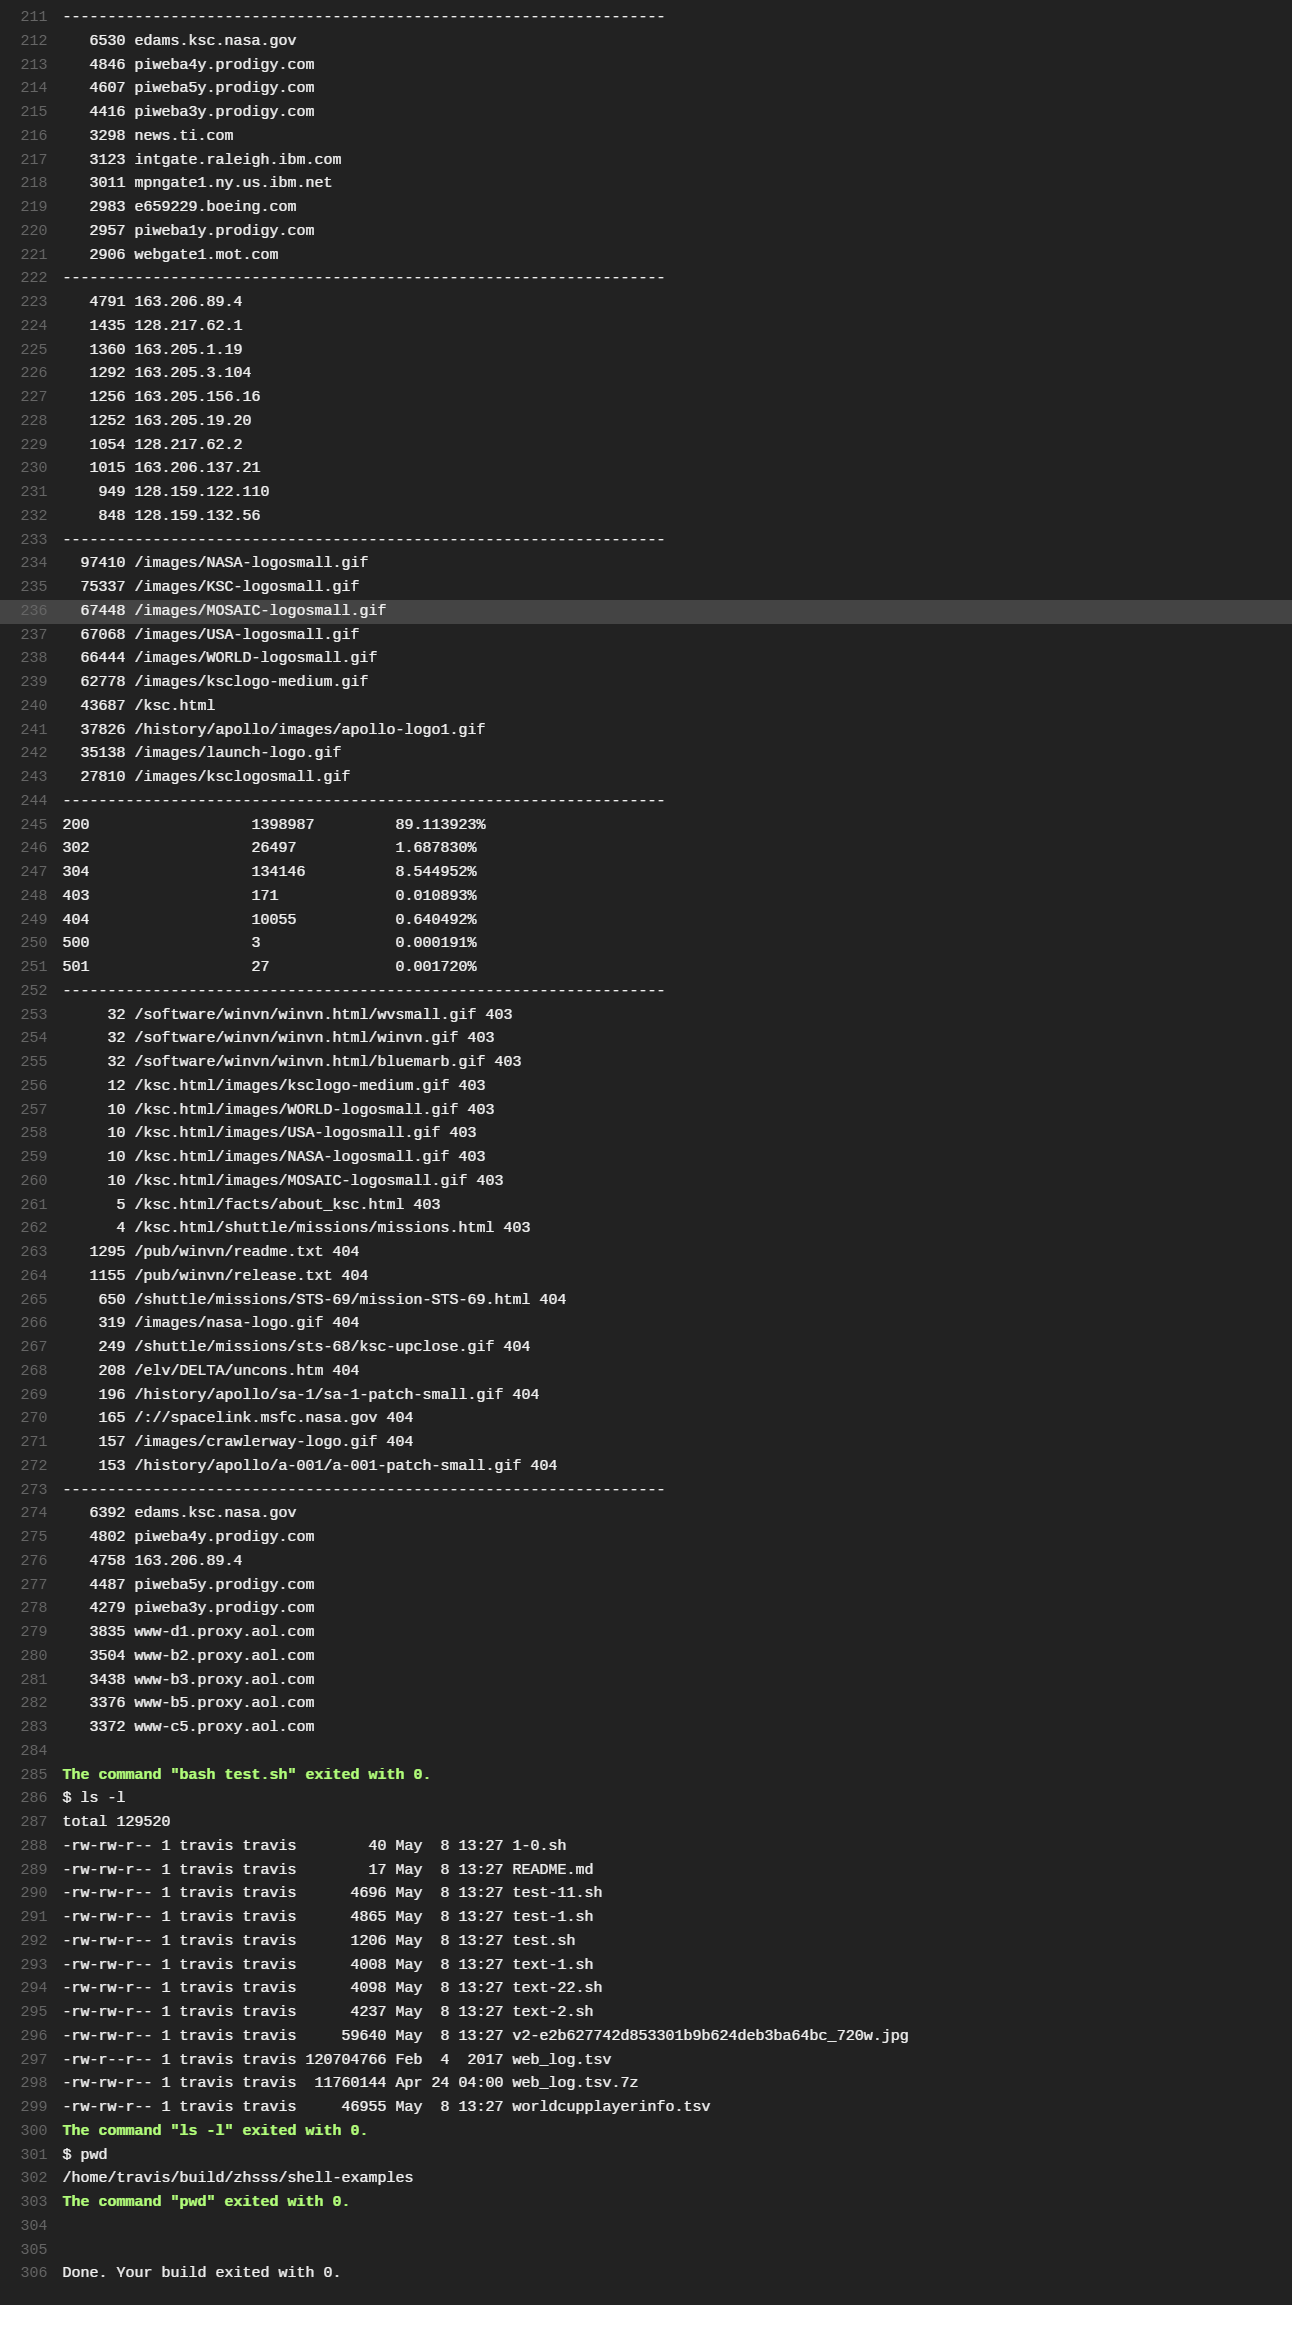 211 -------------------------------------------------------------------
212    6530 edams.ksc.nasa.gov
213    4846 piweba4y.prodigy.com
214    4607 piweba5y.prodigy.com
215    4416 piweba3y.prodigy.com
216    3298 news.ti.com
217    3123 intgate.raleigh.ibm.com
218    3011 mpngate1.ny.us.ibm.net
219    2983 e659229.boeing.com
220    2957 piweba1y.prodigy.com
221    2906 webgate1.mot.com
222 -------------------------------------------------------------------
223    4791 163.206.89.4
224    1435 128.217.62.1
225    1360 163.205.1.19
226    1292 163.205.3.104
227    1256 163.205.156.16
228    1252 163.205.19.20
229    1054 128.217.62.2
230    1015 163.206.137.21
231     949 128.159.122.110
232     848 128.159.132.56
233 -------------------------------------------------------------------
234   97410 /images/NASA-logosmall.gif
235   75337 /images/KSC-logosmall.gif
236   67448 /images/MOSAIC-logosmall.gif
237   67068 /images/USA-logosmall.gif
238   66444 /images/WORLD-logosmall.gif
239   62778 /images/ksclogo-medium.gif
240   43687 /ksc.html
241   37826 /history/apollo/images/apollo-logo1.gif
242   35138 /images/launch-logo.gif
243   27810 /images/ksclogosmall.gif
244 -------------------------------------------------------------------
245 200                  1398987         89.113923%
246 302                  26497           1.687830%
247 304                  134146          8.544952%
248 403                  171             0.010893%
249 404                  10055           0.640492%
250 500                  3               0.000191%
251 501                  27              0.001720%
252 -------------------------------------------------------------------
253      32 /software/winvn/winvn.html/wvsmall.gif 403
254      32 /software/winvn/winvn.html/winvn.gif 403
255      32 /software/winvn/winvn.html/bluemarb.gif 403
256      12 /ksc.html/images/ksclogo-medium.gif 403
257      10 /ksc.html/images/WORLD-logosmall.gif 403
258      10 /ksc.html/images/USA-logosmall.gif 403
259      10 /ksc.html/images/NASA-logosmall.gif 403
260      10 /ksc.html/images/MOSAIC-logosmall.gif 403
261       5 /ksc.html/facts/about_ksc.html 403
262       4 /ksc.html/shuttle/missions/missions.html 403
263    1295 /pub/winvn/readme.txt 404
264    1155 /pub/winvn/release.txt 404
265     650 /shuttle/missions/STS-69/mission-STS-69.html 404
266     319 /images/nasa-logo.gif 404
267     249 /shuttle/missions/sts-68/ksc-upclose.gif 404
268     208 /elv/DELTA/uncons.htm 404
269     196 /history/apollo/sa-1/sa-1-patch-small.gif 404
270     165 /://spacelink.msfc.nasa.gov 404
271     157 /images/crawlerway-logo.gif 404
272     153 /history/apollo/a-001/a-001-patch-small.gif 404
273 -------------------------------------------------------------------
274    6392 edams.ksc.nasa.gov
275    4802 piweba4y.prodigy.com
276    4758 163.206.89.4
277    4487 piweba5y.prodigy.com
278    4279 piweba3y.prodigy.com
279    3835 www-d1.proxy.aol.com
280    3504 www-b2.proxy.aol.com
281    3438 www-b3.proxy.aol.com
282    3376 www-b5.proxy.aol.com
283    3372 www-c5.proxy.aol.com
284
285 The command "bash test.sh" exited with 0.
286 $ ls -l
287 total 129520
288 -rw-rw-r-- 1 travis travis        40 May  8 13:27 1-0.sh
289 -rw-rw-r-- 1 travis travis        17 May  8 13:27 README.md
290 -rw-rw-r-- 1 travis travis      4696 May  8 13:27 test-11.sh
291 -rw-rw-r-- 1 travis travis      4865 May  8 13:27 test-1.sh
292 -rw-rw-r-- 1 travis travis      1206 May  8 13:27 test.sh
293 -rw-rw-r-- 1 travis travis      4008 May  8 13:27 text-1.sh
294 -rw-rw-r-- 1 travis travis      4098 May  8 13:27 text-22.sh
295 -rw-rw-r-- 1 travis travis      4237 May  8 13:27 text-2.sh
296 -rw-rw-r-- 1 travis travis     59640 May  8 13:27 v2-e2b627742d853301b9b624deb3ba64bc_720w.jpg
297 -rw-r--r-- 1 travis travis 120704766 Feb  4  2017 web_log.tsv
298 -rw-rw-r-- 1 travis travis  11760144 Apr 24 04:00 web_log.tsv.7z
299 -rw-rw-r-- 1 travis travis     46955 May  8 13:27 worldcupplayerinfo.tsv
300 The command "ls -l" exited with 0.
301 $ pwd
302 /home/travis/build/zhsss/shell-examples
303 The command "pwd" exited with 0.
304
305
306 Done. Your build exited with 0.